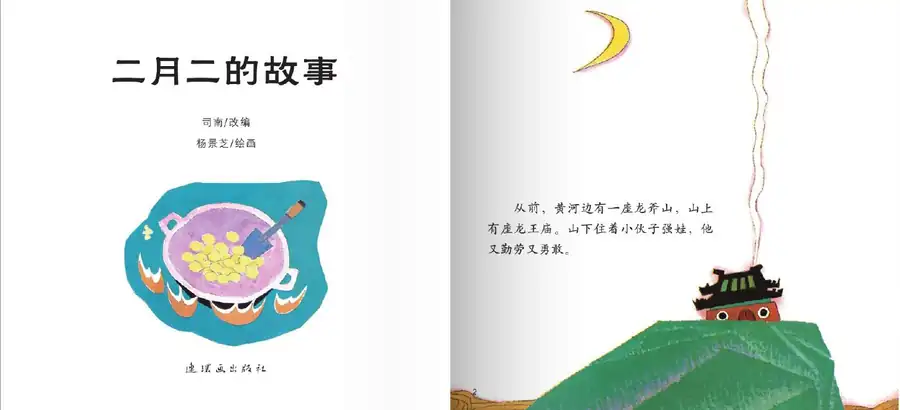 二月二的故事
司南/改编
杨景芝/绘画
连环画出版社
从前，黄河边有一座龙斧山，山上
有座龙王庙。山下住着小伙子强娃，他
又勤劳又勇敢。
2